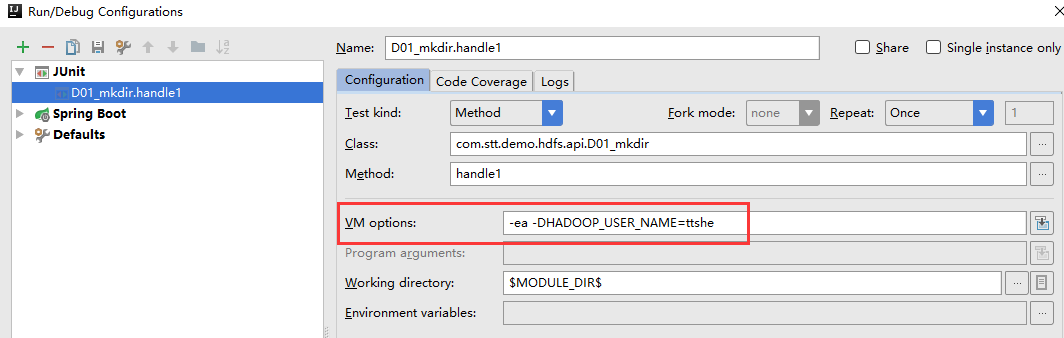 Run/Debug Configurations
Name: D01_mkdir.handle1
Share
Single instance only
JUnit
D01_mkdir.handle1
Spring Boot
Defaults
Configuration
Code Coverage
Logs
Test kind: Method
Fork mode: none
Repeat: Once
1
Class: com.stt.demo.hdfs.api.D01_mkdir
...
Method: handle1
...
VM options: -ea -DHADOOP_USER_NAME=ttshe
Program arguments:
Working directory: $MODULE_DIR$
...
Environment variables:
...